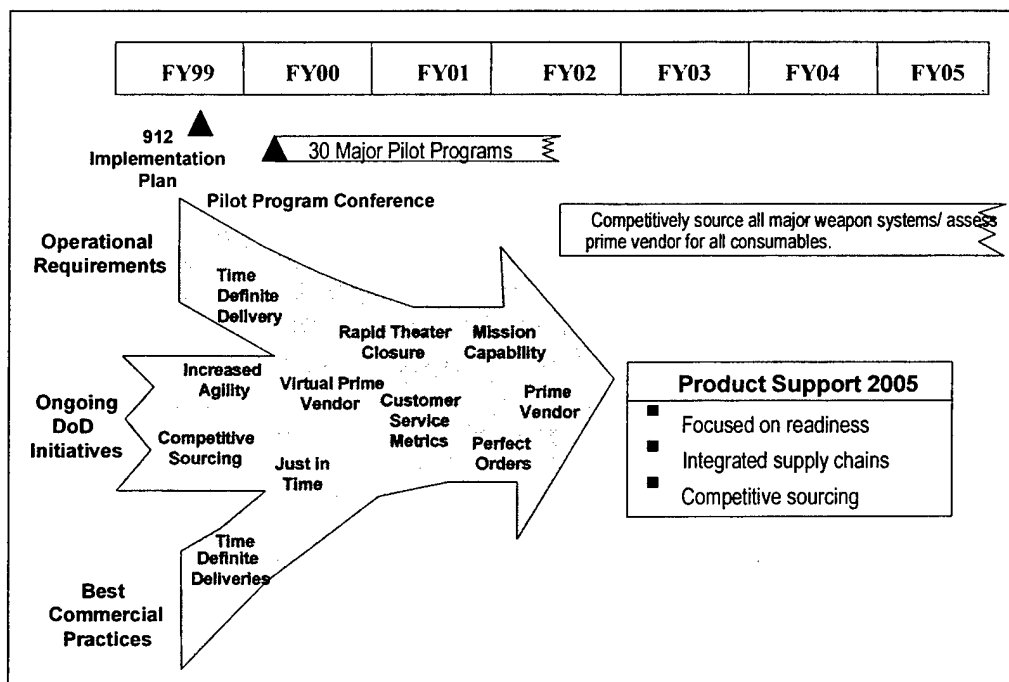 FY99 FY00 FY01 FY02 FY03 FY04 FY05
912
Implementation
Plan
30 Major Pilot Programs
Pilot Program Conference
Competitively source all major weapon systems/ assess
prime vendor for all consumables.
Operational
Requirements
Time
Definite
Delivery
Rapid Theater
Closure
Mission
Capability
Increased
Agility
Virtual Prime
Vendor
Customer
Service
Metrics
Prime
Vendor
Ongoing
DoD
Initiatives
Competitive
Sourcing
Just in
Time
Perfect
Orders
Time
Definite
Deliveries
Best
Commercial
Practices
Product Support 2005
Focused on readiness
Integrated supply chains
Competitive sourcing